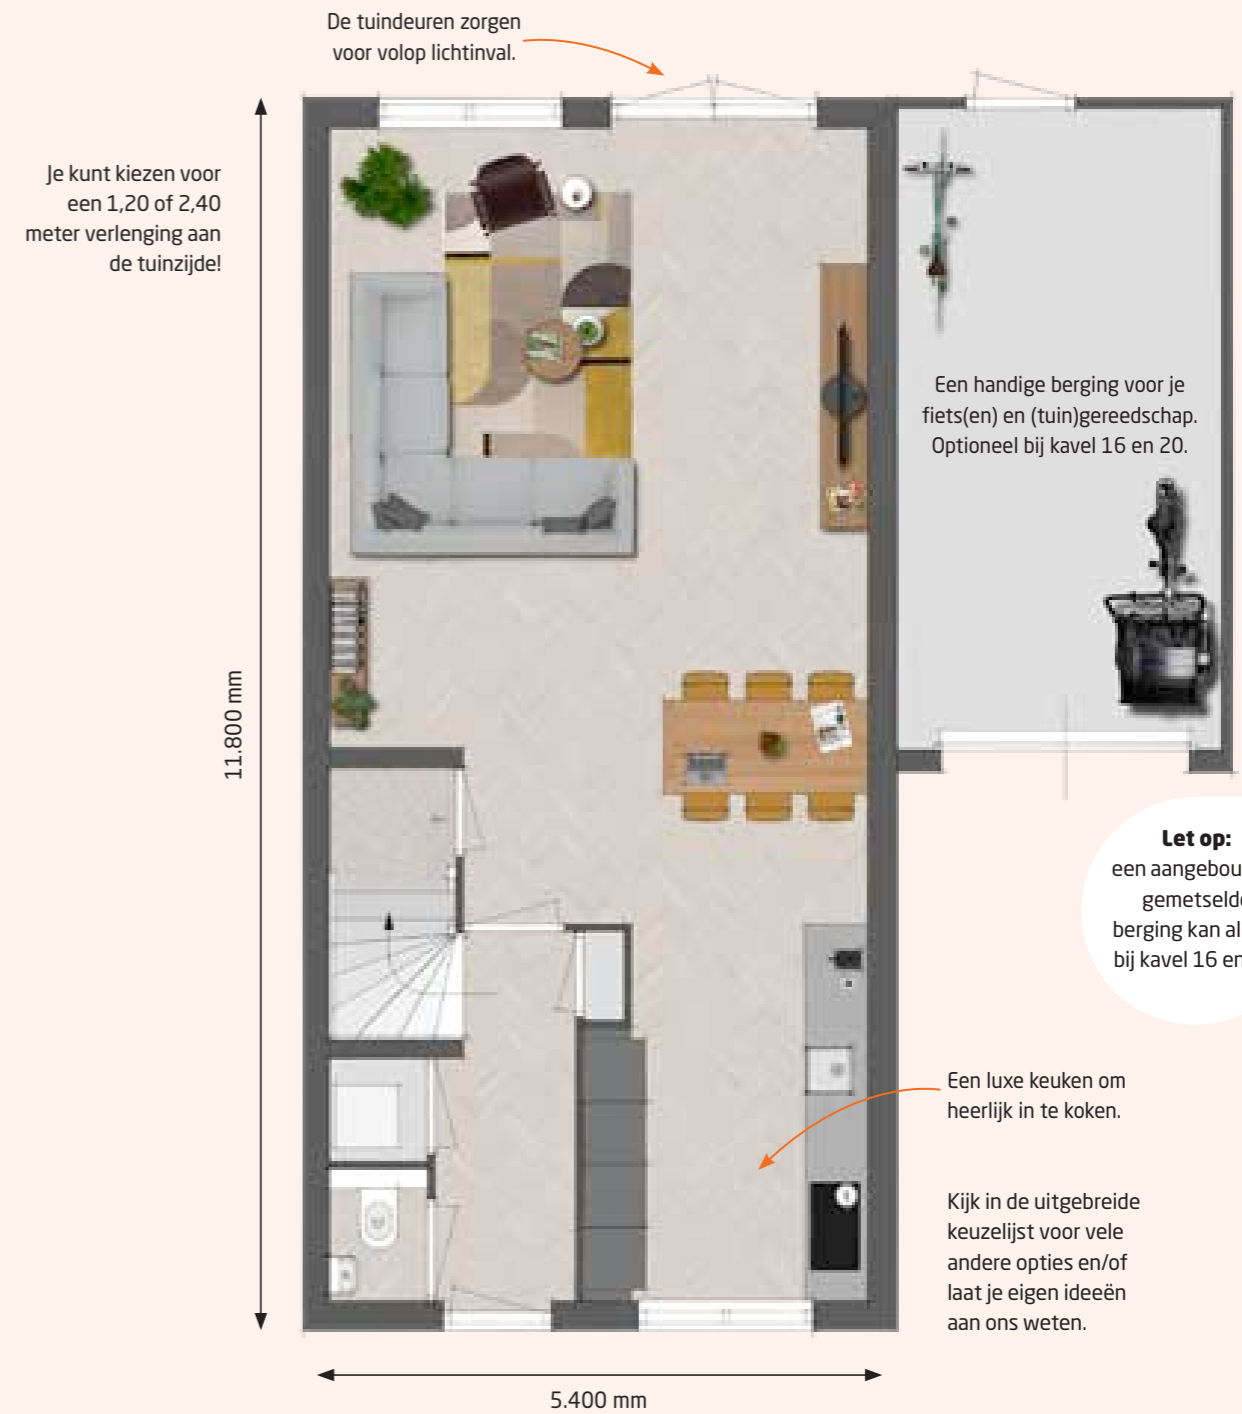 De tuindeuren zorgen
voor volop lichtinval.
Je kunt kiezen voor
een 1,20 of 2,40
meter verlenging aan
de tuinzijde!
Een handige berging voor je
fiets(en) en (tuin)gereedschap.
Optioneel bij kavel 16 en 20.
11.800 mm
Let op:
een aangebou
gemetseld
berging kan al
bij kavel 16 en
Een luxe keuken om
heerlijk in te koken.
Kijk in de uitgebreide
keuzelijst voor vele
andere opties en/of
laat je eigen ideeën
aan ons weten.
5.400 mm